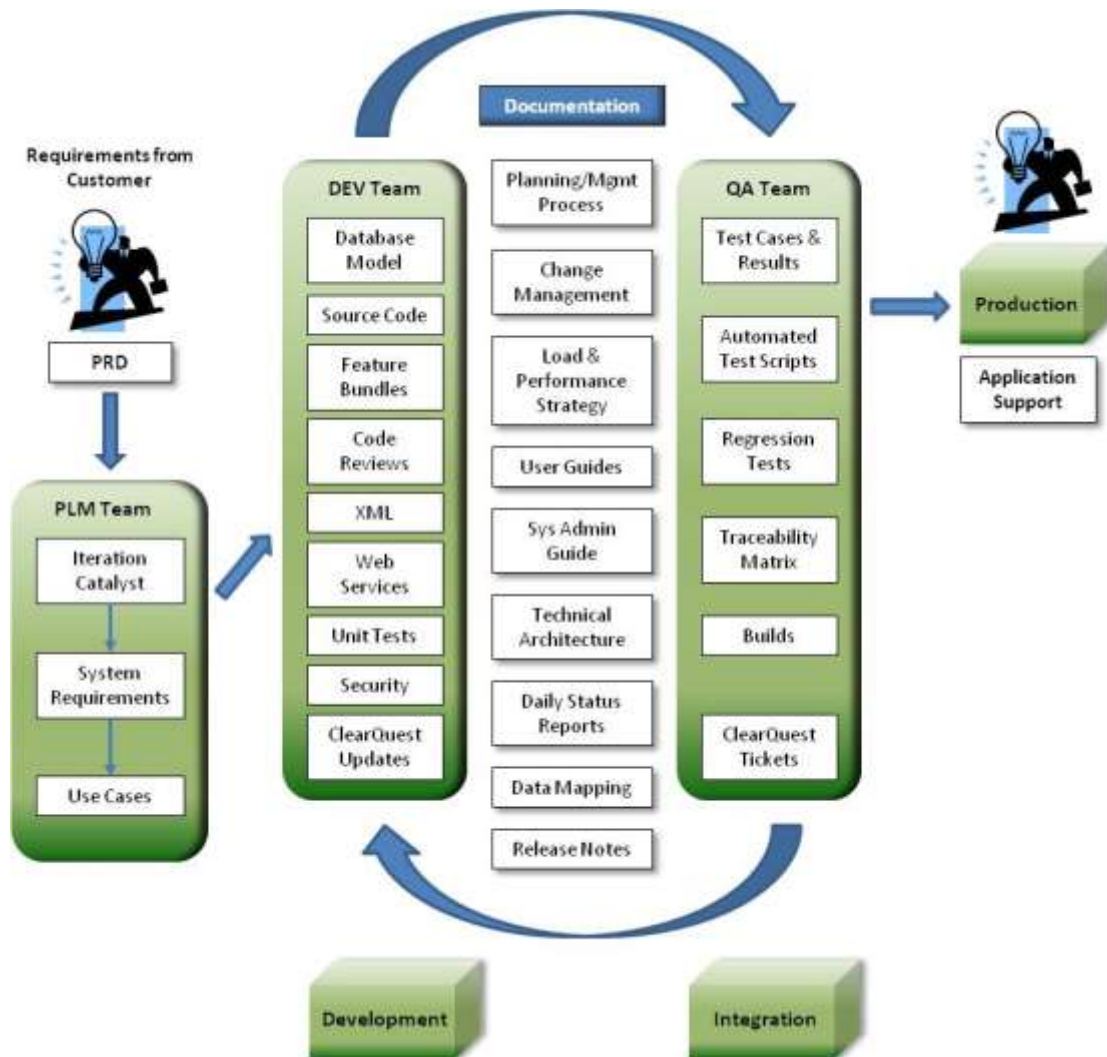 Requirements from
Customer
PRD
PLM Team
Iteration
Catalyst
System
Requirements
Use Cases
DEV Team
Database
Model
Source Code
Feature
Bundles
Code
Reviews
XML
Web
Services
Unit Tests
Security
ClearQuest
Updates
Documentation
Planning/Mgmt
Process
Change
Management
Load &
Performance
Strategy
User Guides
Sys Admin
Guide
Technical
Architecture
Daily Status
Reports
Data Mapping
Release Notes
QA Team
Test Cases &
Results
Automated
Test Scripts
Regression
Tests
Traceability
Matrix
Builds
ClearQuest
Tickets
Production
Application
Support
Development
Integration